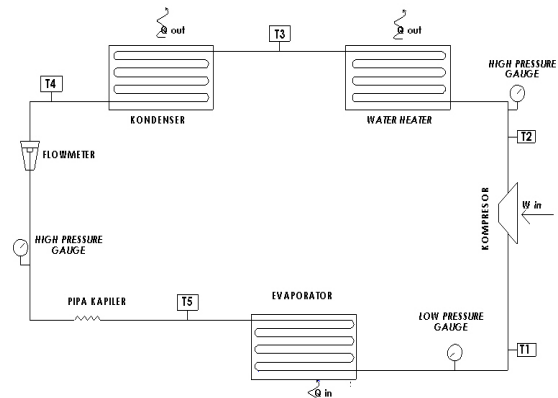 Q out
Q out
T3
T4
HIGH PRESSURE
GAUGE
KONDENSER
WATER HEATER
T2
FLOWMETER
KOMPRESOR
W in
HIGH PRESSURE
GAUGE
PIPA KAPILER
T5
EVAPORATOR
LOW PRESSURE
GAUGE
T1
Q in